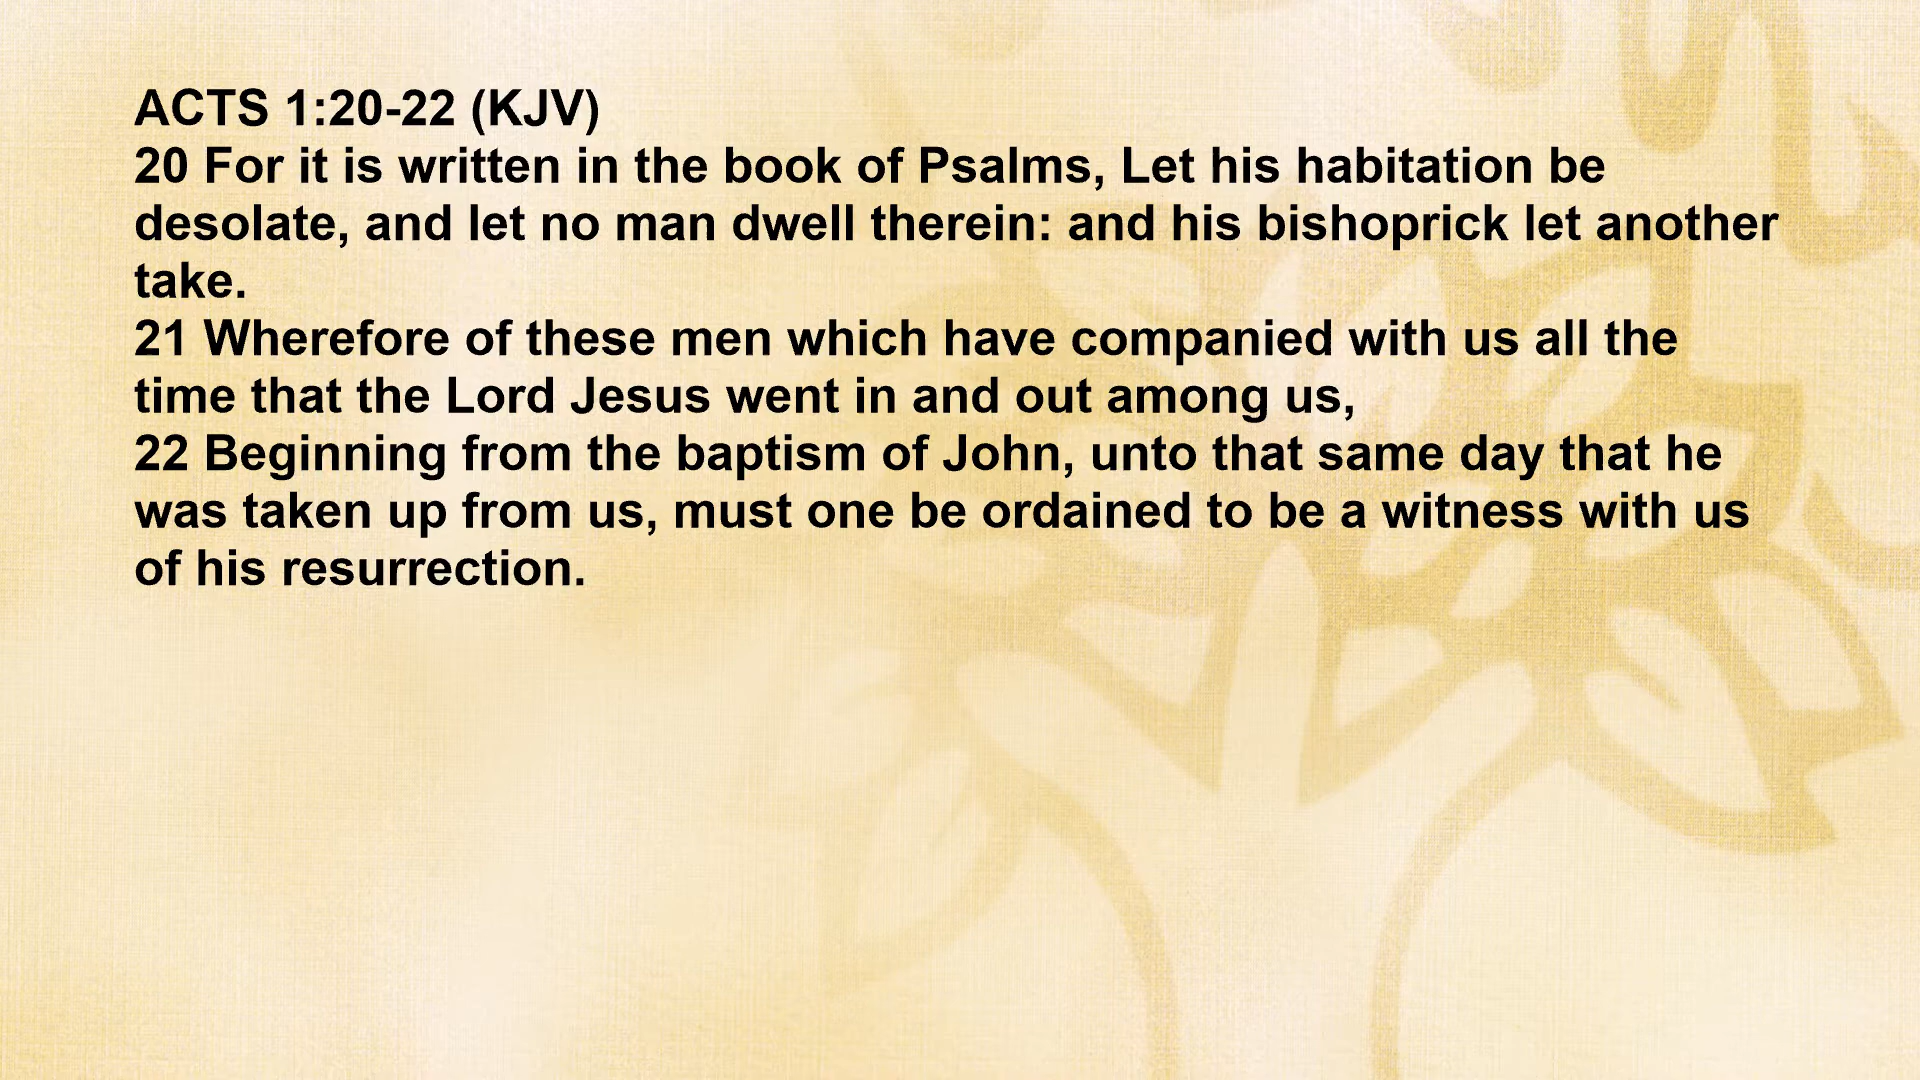 ACTS 1:20-22 (KJV)
20 For it is written in the book of Psalms, Let his habitation be
desolate, and let no man dwell therein: and his bishoprick let another
take.
21 Wherefore of these men which have companied with us all the
time that the Lord Jesus went in and out among us,
22 Beginning from the baptism of John, unto that same day that he
was taken up from us, must one be ordained to be a witness with us
of his resurrection.